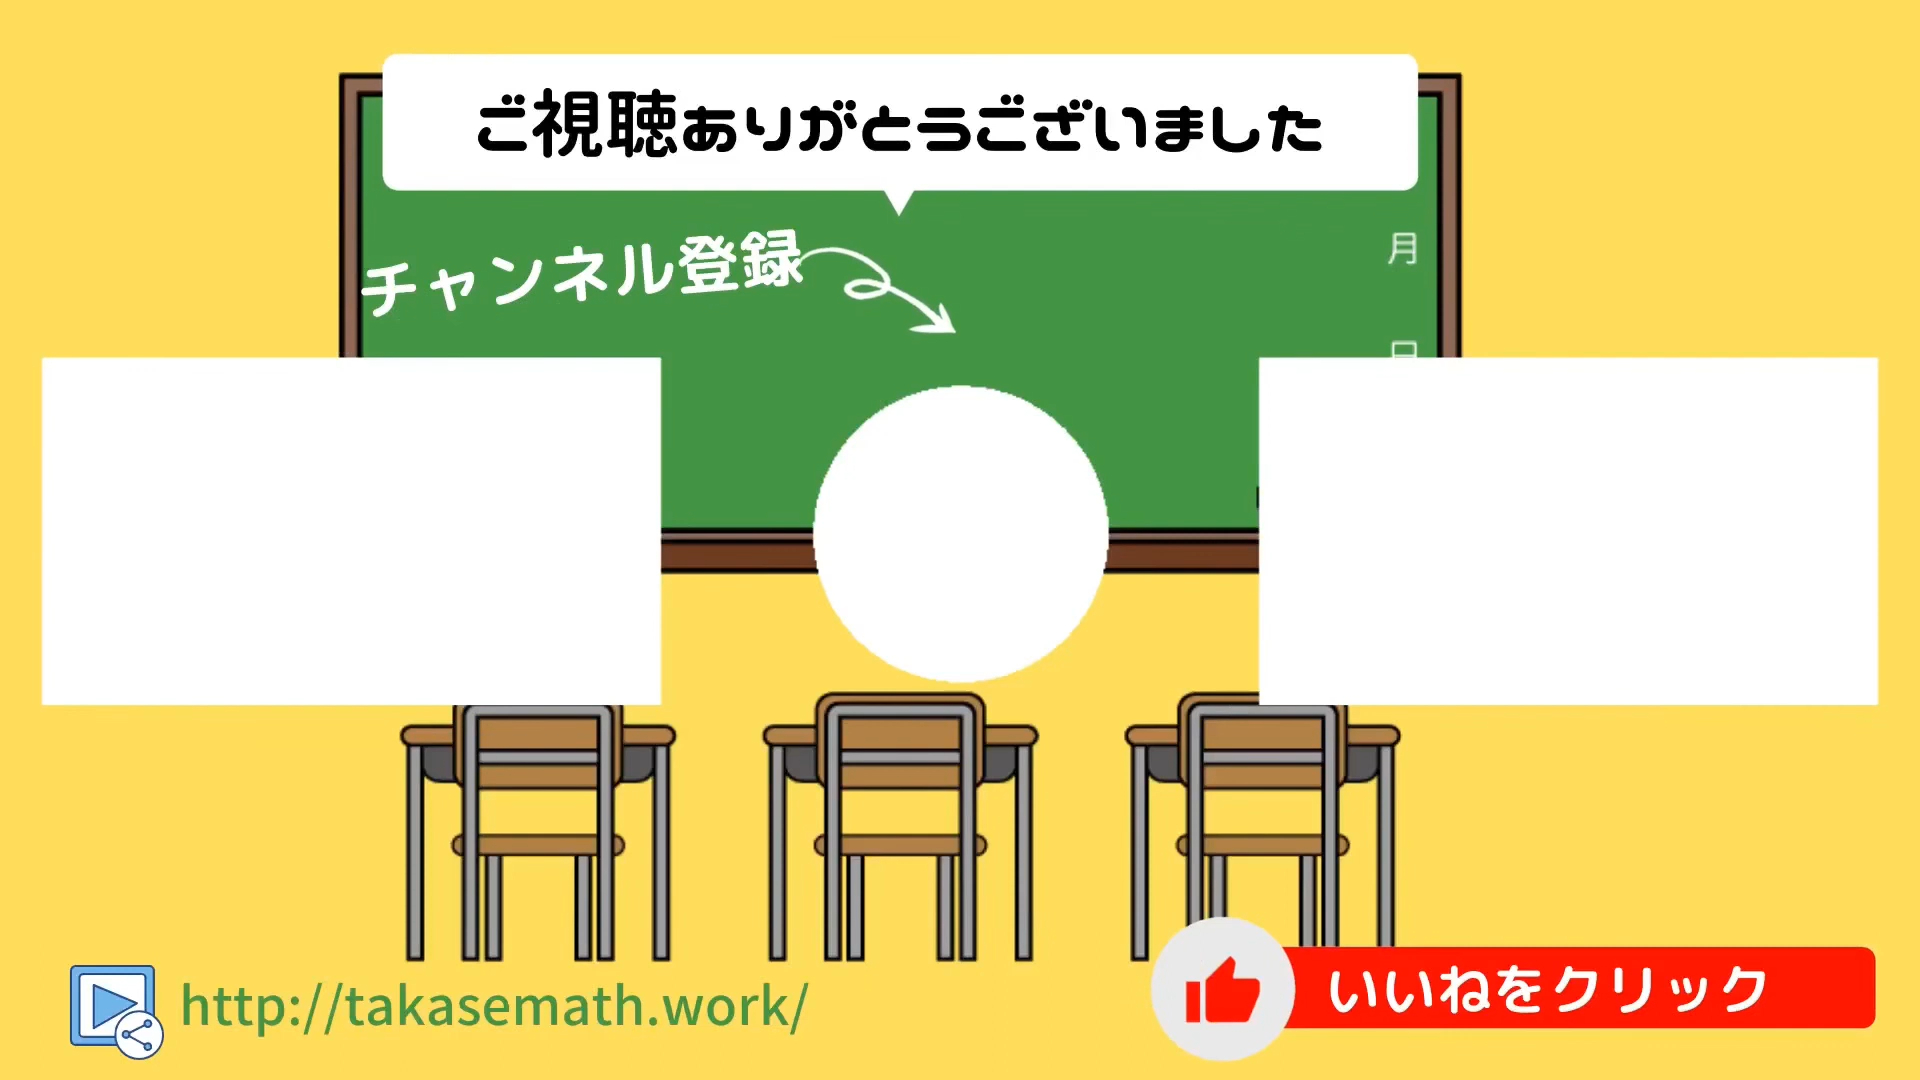 ご視聴ありがとうございました
チャンネル登録
月
日
http://takasemath.work/
いいねをクリック